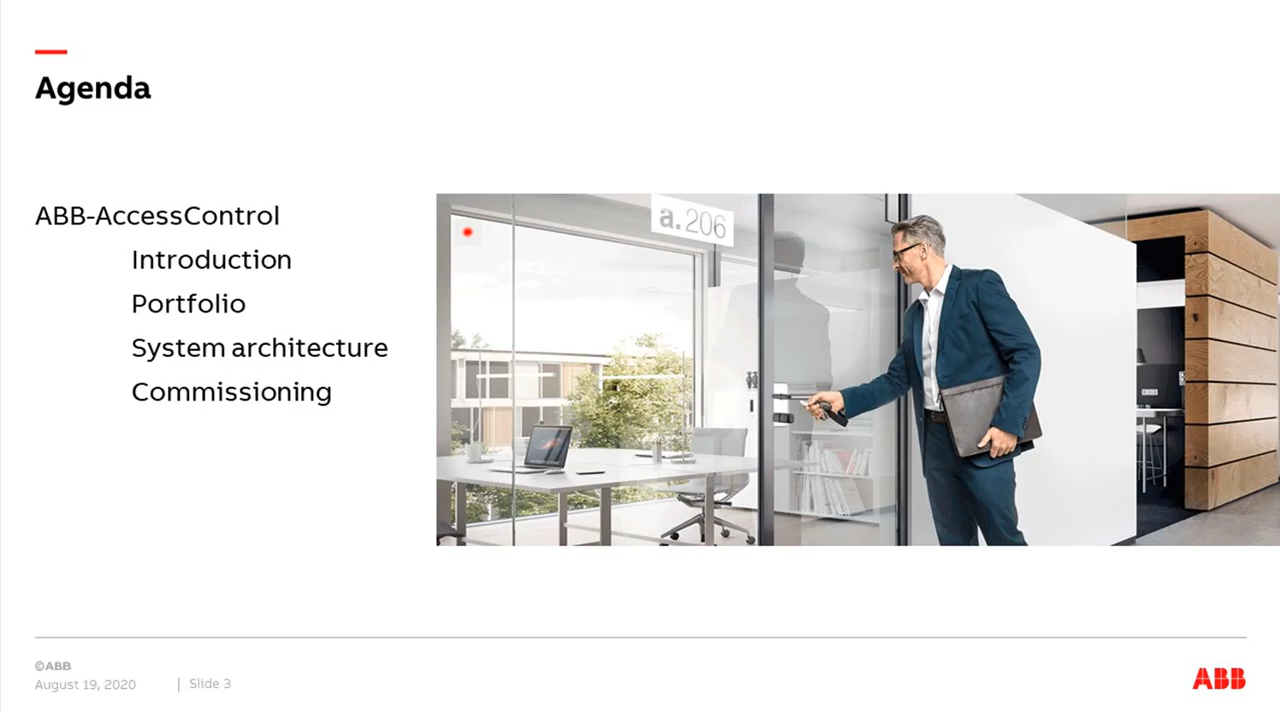 Agenda
ABB-AccessControl
Introduction
Portfolio
System architecture
Commissioning
a.206
©ABB
August 19, 2020 | Slide 3
ABB